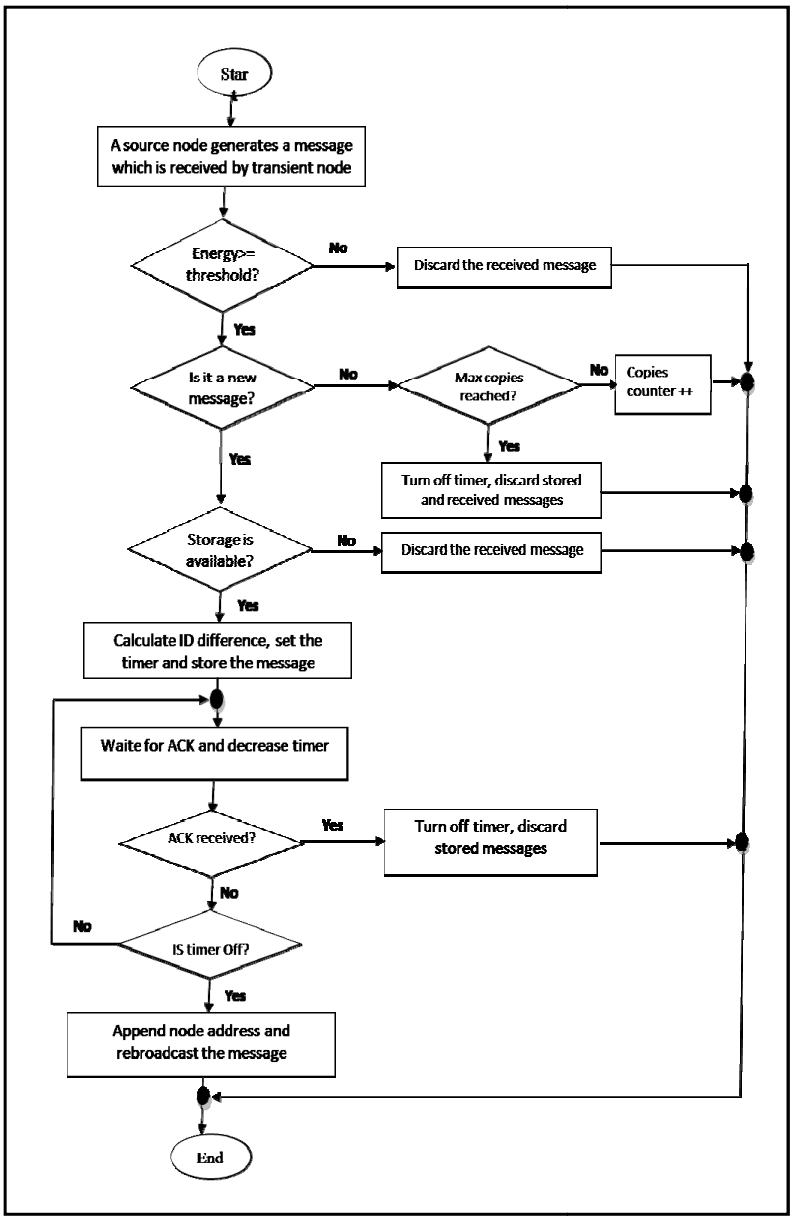 Star
A source node generates a message
which is received by transient node
Energy>=
threshold?
No
Discard the received message
Yes
Is it a new
message?
No
Max copies
reached?
No
Copies
counter ++
Yes
Yes
Turn off timer, discard stored
and received messages
Storage is
available?
No
Discard the received message
Yes
Calculate ID difference, set the
timer and store the message
Waite for ACK and decrease timer
ACK received?
Yes
Turn off timer, discard
stored messages
No
No
IS timer Off?
Yes
Append node address and
rebroadcast the message
End